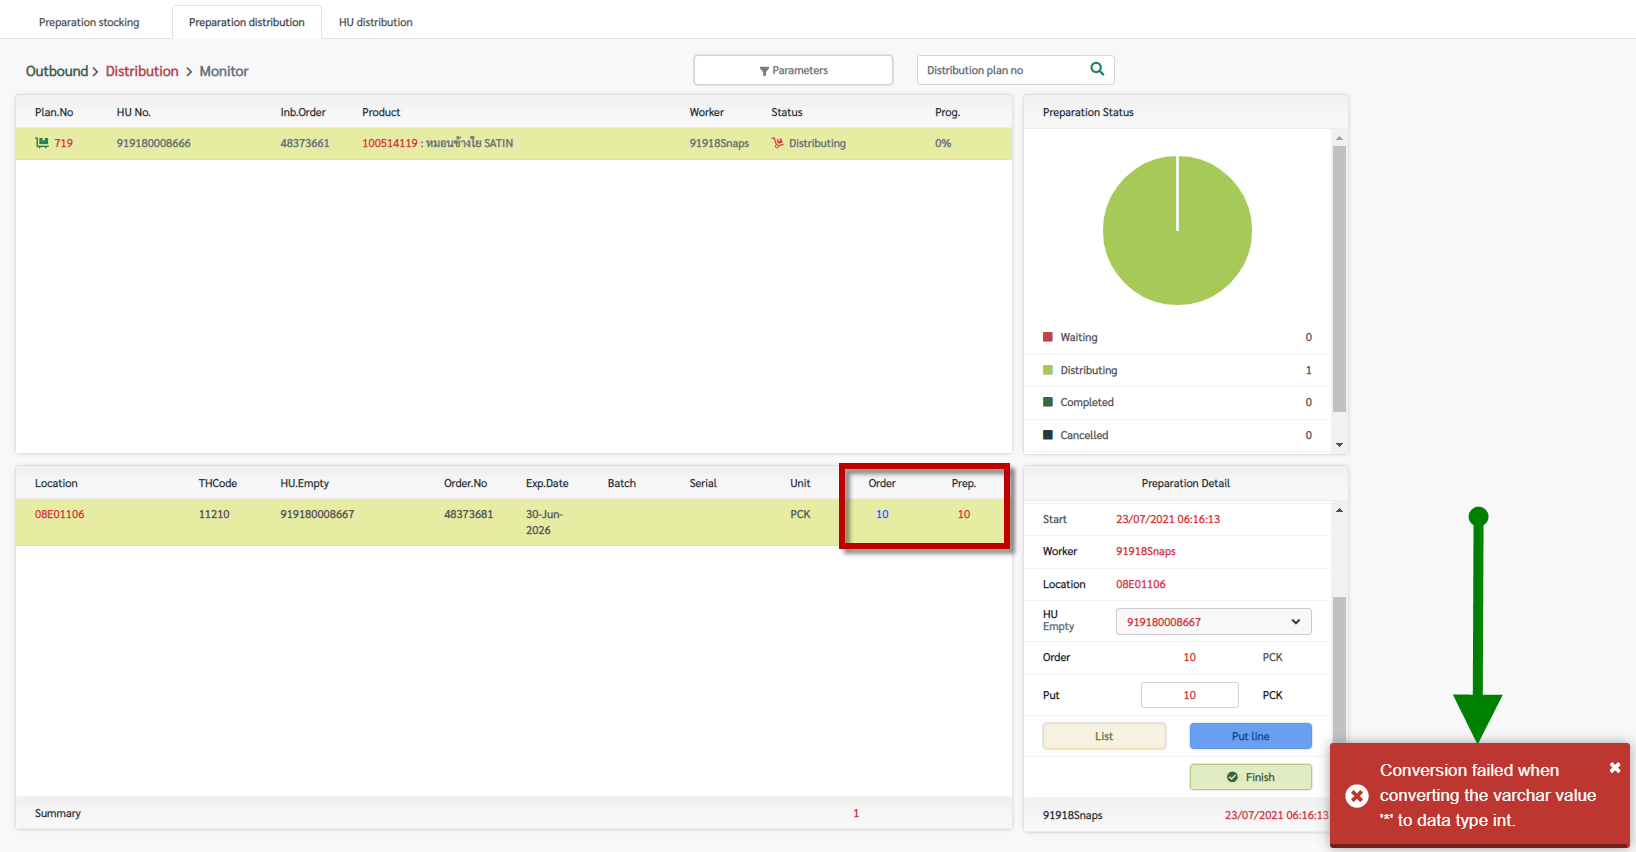 Preparation stocking
Preparation distribution
HU distribution
Outbound > Distribution > Monitor
Parameters
Distribution plan no
Plan.No HU No. Inb.Order Product Worker Status Prog.
719 919180008666 48373661 100514119 : หมอนข้างใย SATIN 91918Snaps Distributing 0%
Preparation Status
Waiting 0
Distributing 1
Completed 0
Cancelled 0
Location THCode HU.Empty Order.No Exp.Date Batch Serial Unit Order Prep.
08E01106 11210 919180008667 48373681 30-Jun- PCK 10 10
2026
Summary 1
Preparation Detail
Start 23/07/2021 06:16:13
Worker 91918Snaps
Location 08E01106
HU
Empty
919180008667
Order 10 PCK
Put 10 PCK
List Put line
Finish
91918Snaps 23/07/2021 06:16:13
Conversion failed when
converting the varchar value
'*' to data type int.